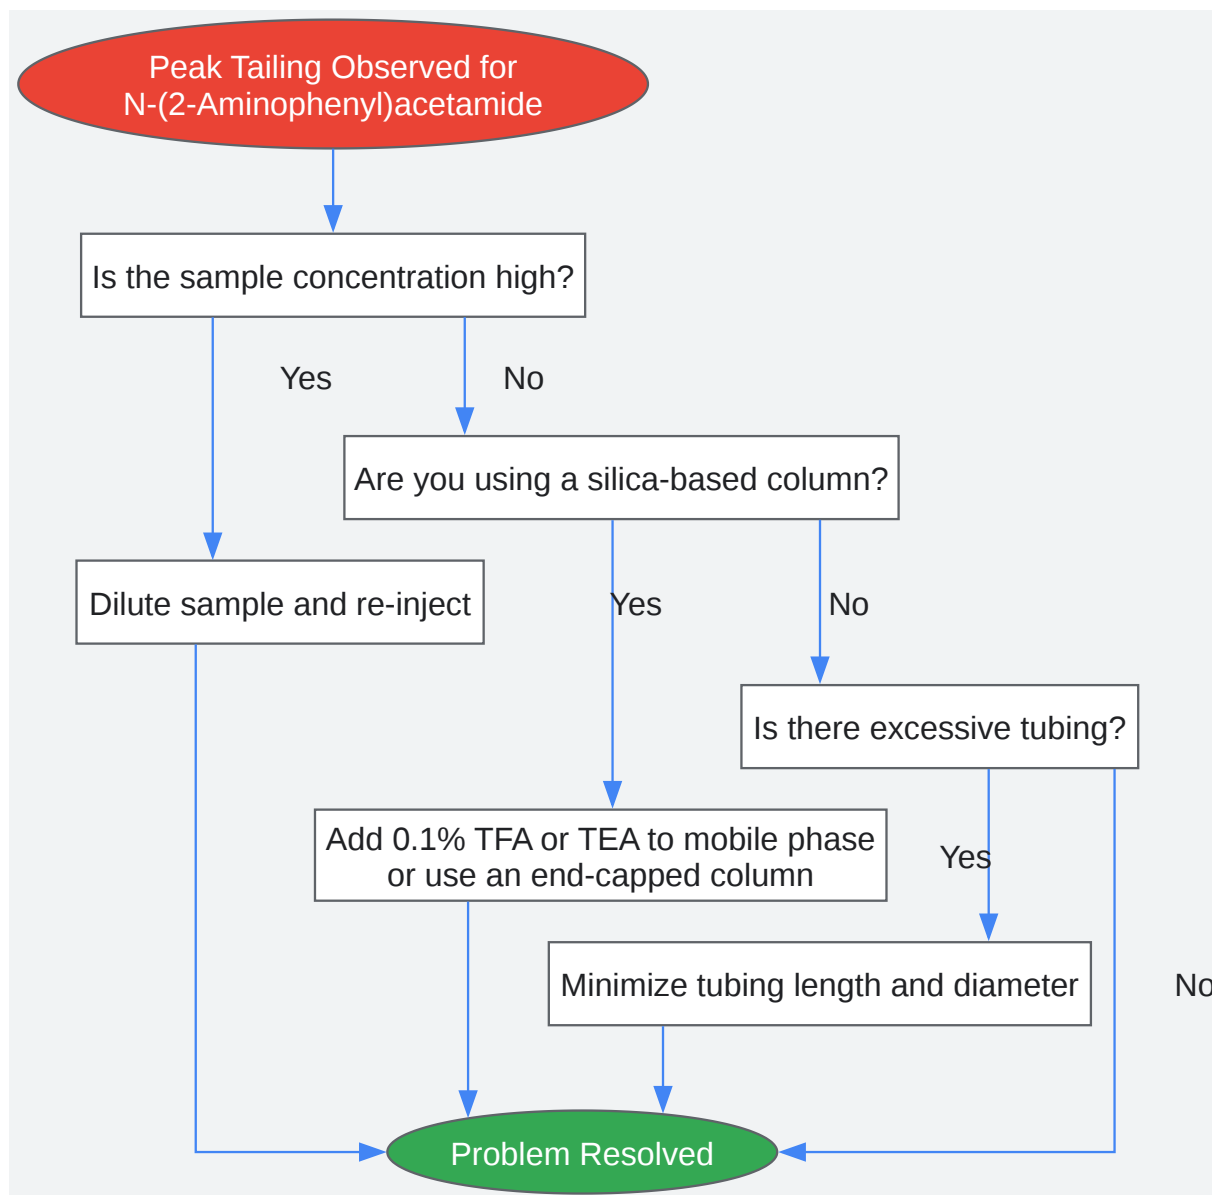 Peak Tailing Observed for
N-(2-Aminophenyl)acetamide
Is the sample concentration high?
Yes
No
Are you using a silica-based column?
Dilute sample and re-inject
Yes
No
Is there excessive tubing?
Add 0.1% TFA or TEA to mobile phase
or use an end-capped column
Yes
Minimize tubing length and diameter
No
Problem Resolved